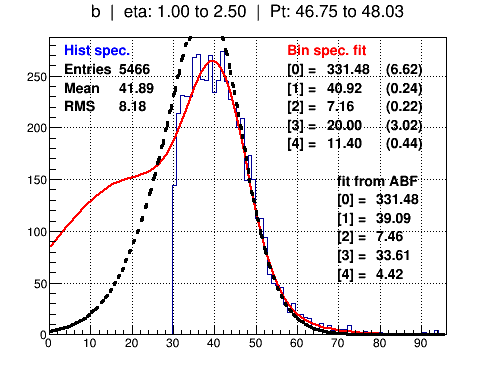 b | eta: 1.00 to 2.50 | Pt: 46.75 to 48.03
Hist spec.
Entries 5466
Mean 41.89
RMS 8.18
Bin spec. fit
[0] = 331.48 (6.62)
[1] = 40.92 (0.24)
[2] = 7.16 (0.22)
[3] = 20.00 (3.02)
[4] = 11.40 (0.44)
fit from ABF
[0] = 331.48
[1] = 39.09
[2] = 7.46
[3] = 33.61
[4] = 4.42
250
200
150
100
50
0
0 10 20 30 40 50 60 70 80 90